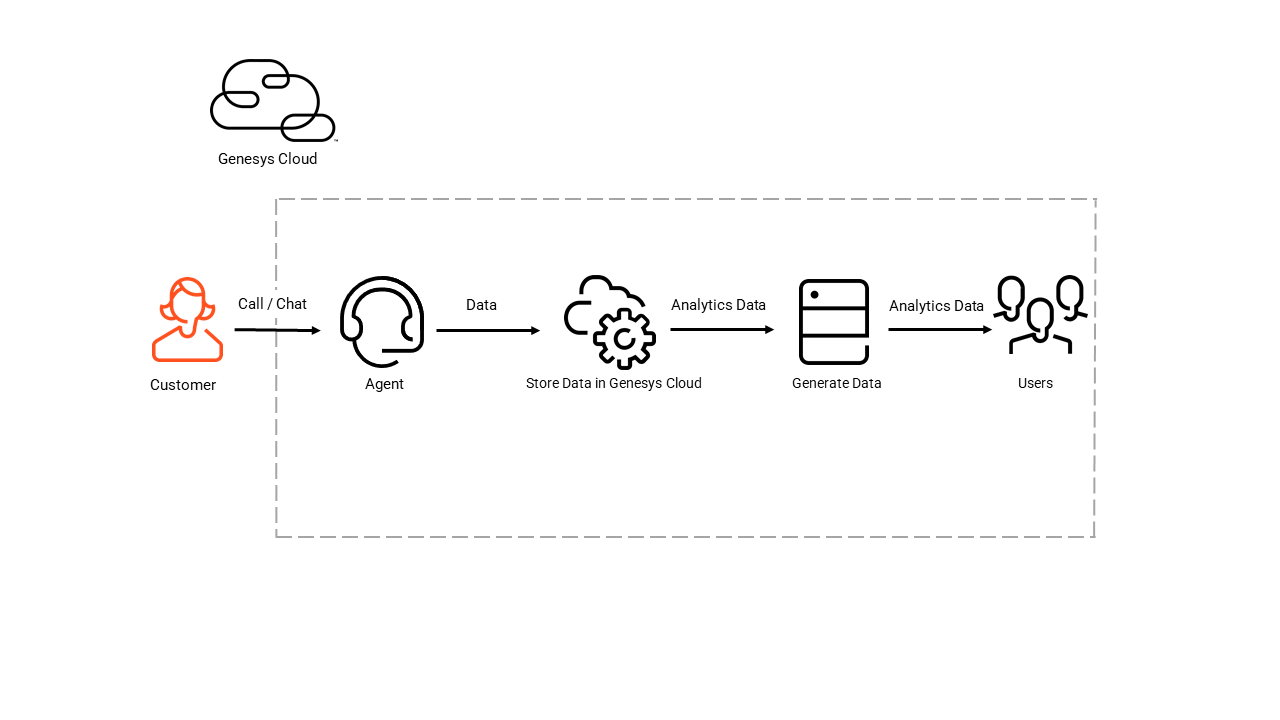 Genesys Cloud
Call / Chat
Data
Analytics Data
Analytics Data
Customer
Agent
Store Data in Genesys Cloud
Generate Data
Users